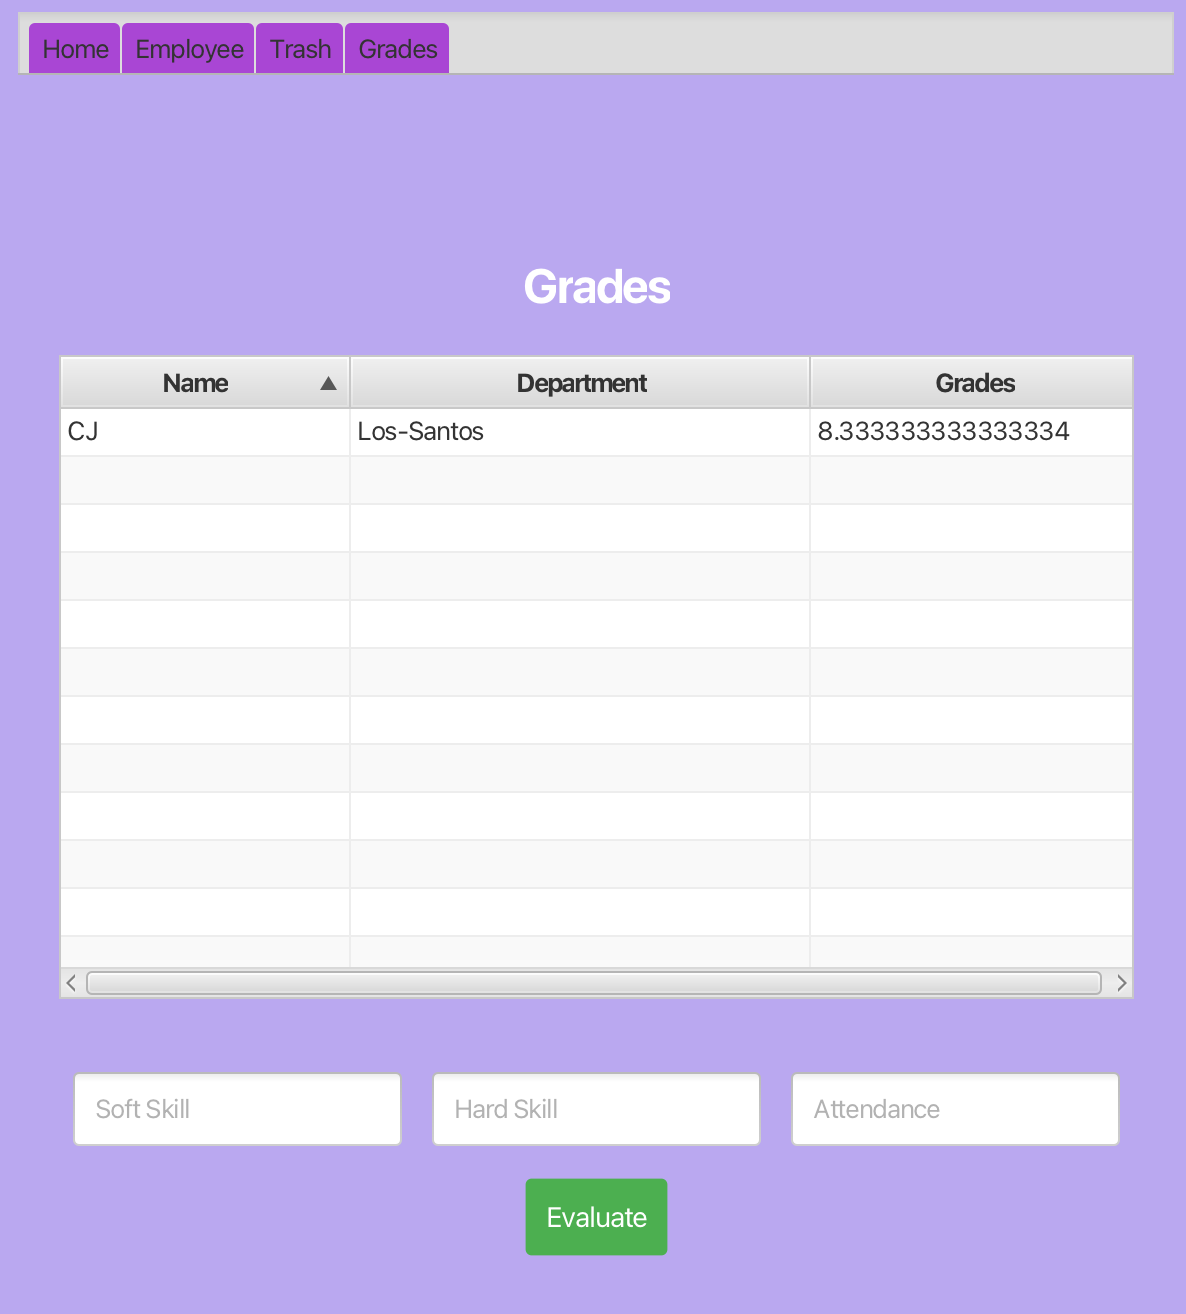 Home Employee Trash Grades
Grades
Name Department Grades
CJ Los-Santos 8.333333333333334
Soft Skill Hard Skill Attendance
Evaluate